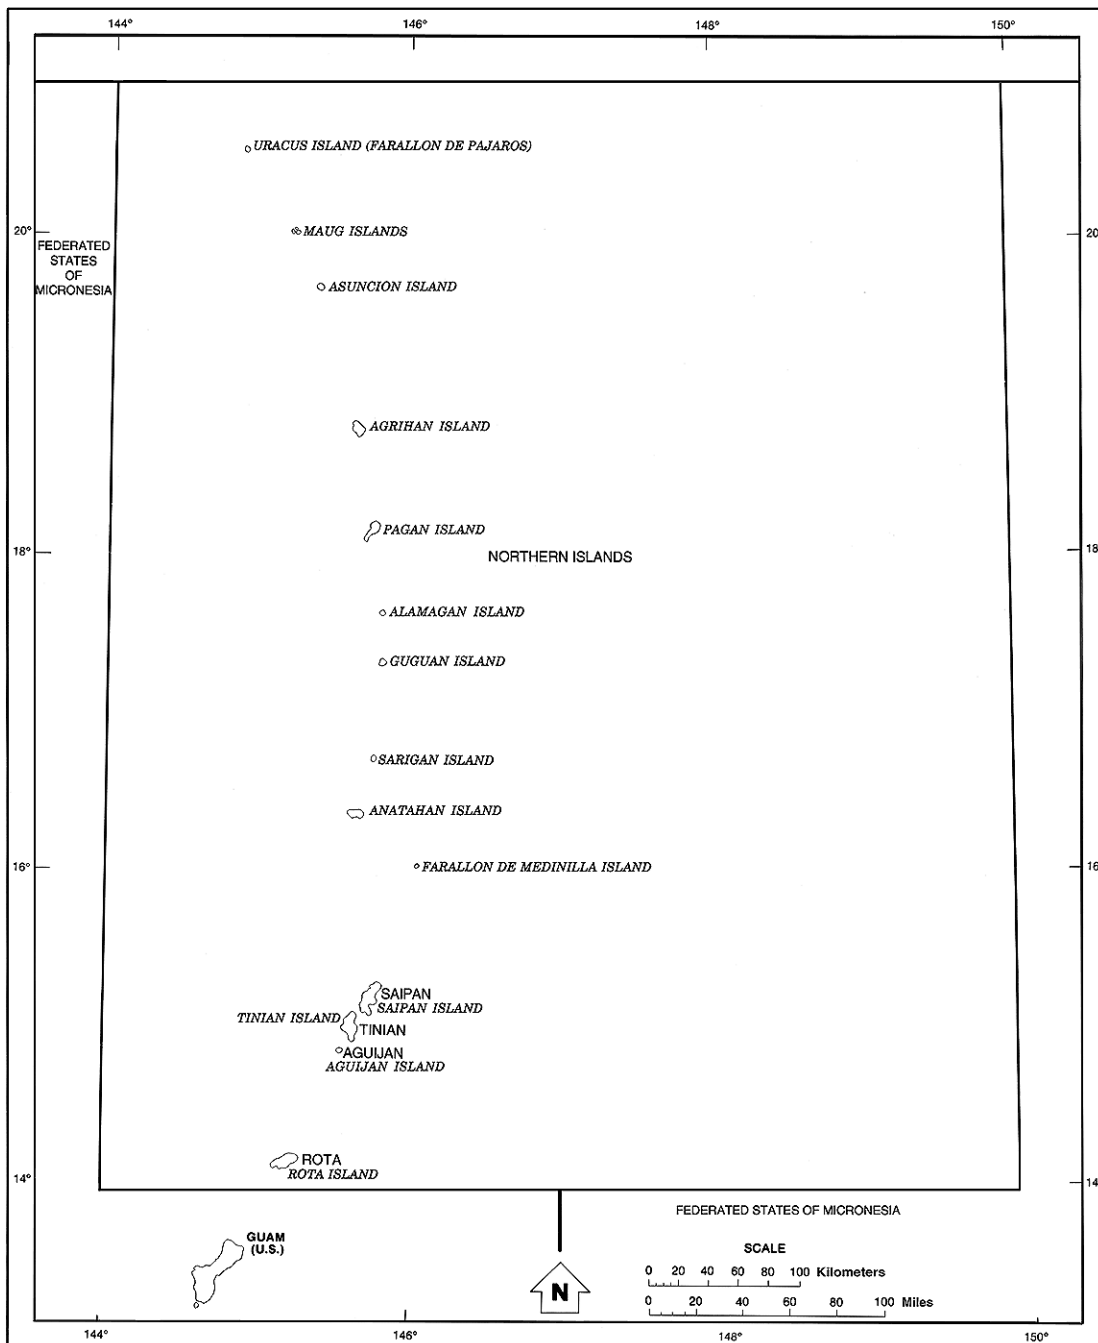 144°
146°
148°
150°
URACUS ISLAND (FARALLON DE PAJAROS)
20°
MAUG ISLANDS
20
FEDERATED
STATES
OF
MICRONESIA
ASUNCION ISLAND
AGRIHAN ISLAND
PAGAN ISLAND
18°
NORTHERN ISLANDS
18
ALAMAGAN ISLAND
GUGUAN ISLAND
SARIGAN ISLAND
ANATAHAN ISLAND
16°
FARALLON DE MEDINILLA ISLAND
16
SAIPAN
SAIPAN ISLAND
TINIAN ISLAND
TINIAN
AGUIJAN
AGUIJAN ISLAND
ROTA
ROTA ISLAND
14°
14
FEDERATED STATES OF MICRONESIA
GUAM
(U.S.)
SCALE
0 20 40 60 80 100 Kilometers
N
0 20 40 60 80 100 Miles
144°
146°
148°
150°